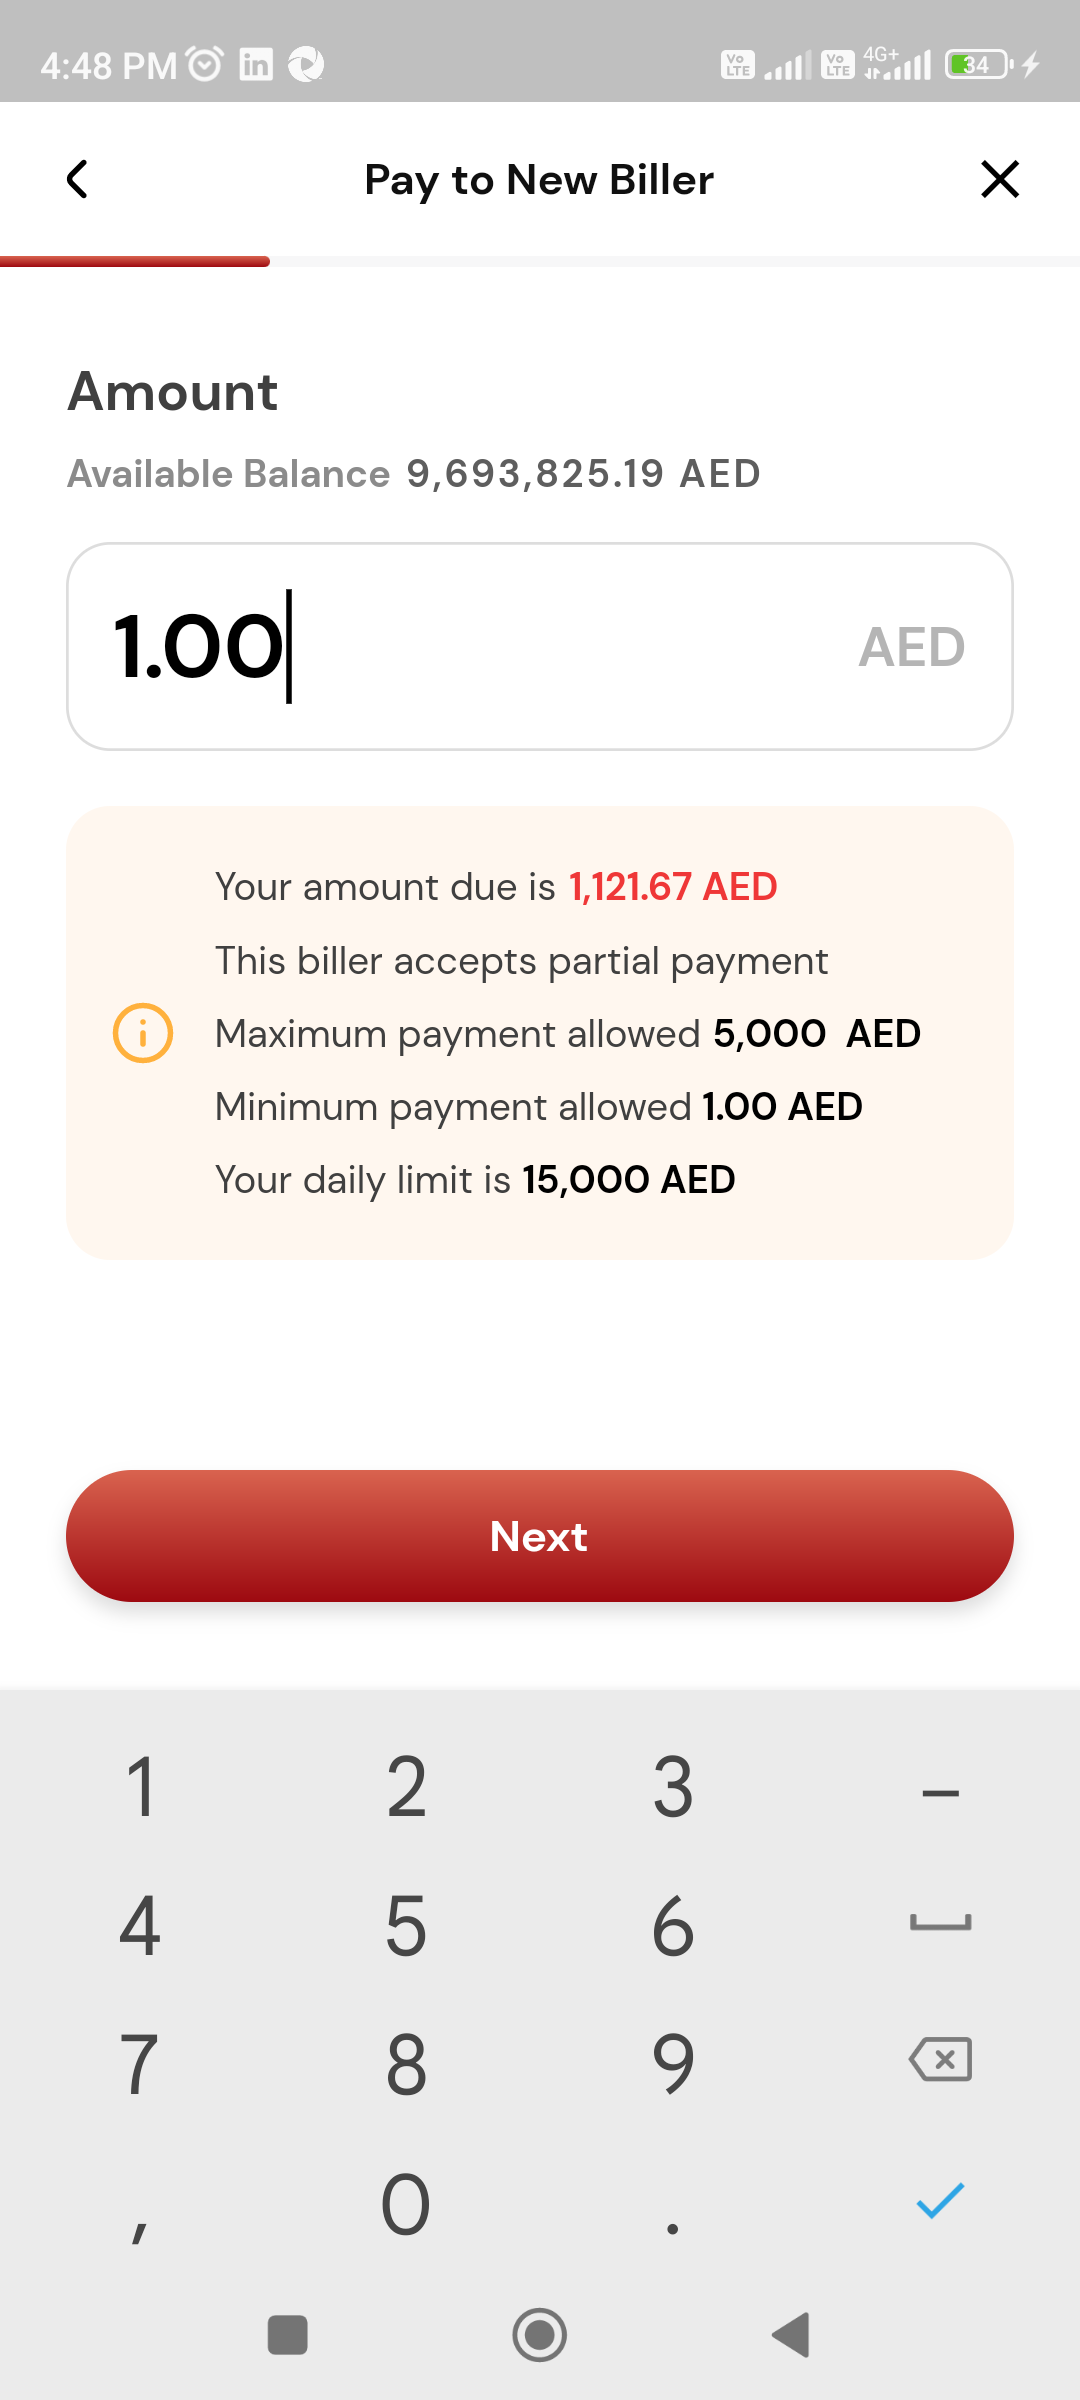 4:48 PM in Vo LTE Vo LTE 4G+ 34
Pay to New Biller
Amount
Available Balance 9,693,825.19 AED
1.00 AED
Your amount due is 1,121.67 AED
This biller accepts partial payment
Maximum payment allowed 5,000 AED
Minimum payment allowed 1.00 AED
Your daily limit is 15,000 AED
Next
1 2 3 –
4 5 6
7 8 9
, 0 .